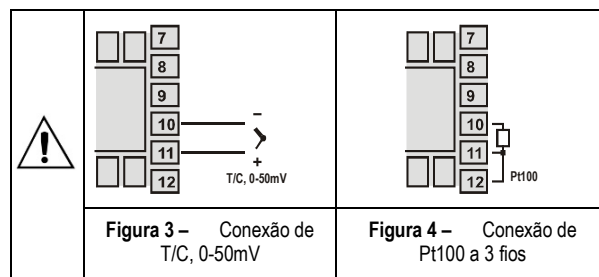 7
8
9
10
11
12
–
+
T/C, 0-50mV
7
8
9
10
11
12
Pt100
Figura 3 – Conexão de
T/C, 0-50mV
Figura 4 – Conexão de
Pt100 a 3 fios